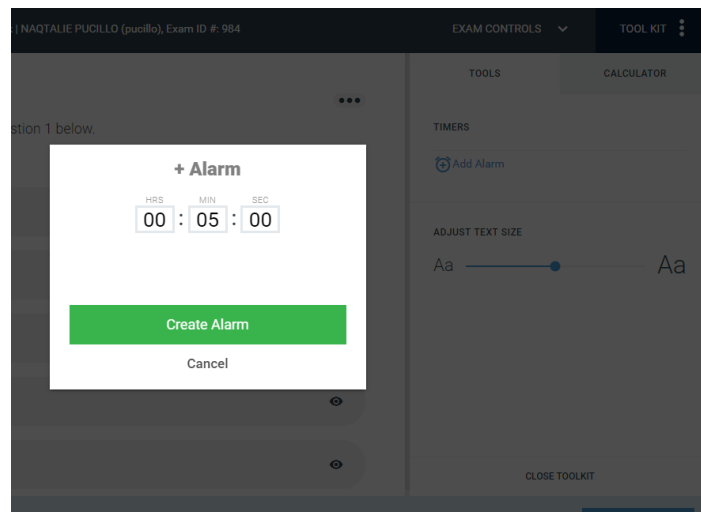 | NAQTALIE PUCILLO (pucillo), Exam ID #: 984
EXAM CONTROLS
TOOL KIT
TOOLS
CALCULATOR
stion 1 below.
TIMERS
Add Alarm
+ Alarm
HRS MIN SEC
00 : 05 : 00
ADJUST TEXT SIZE
Aa Aa
Create Alarm
Cancel
CLOSE TOOLKIT